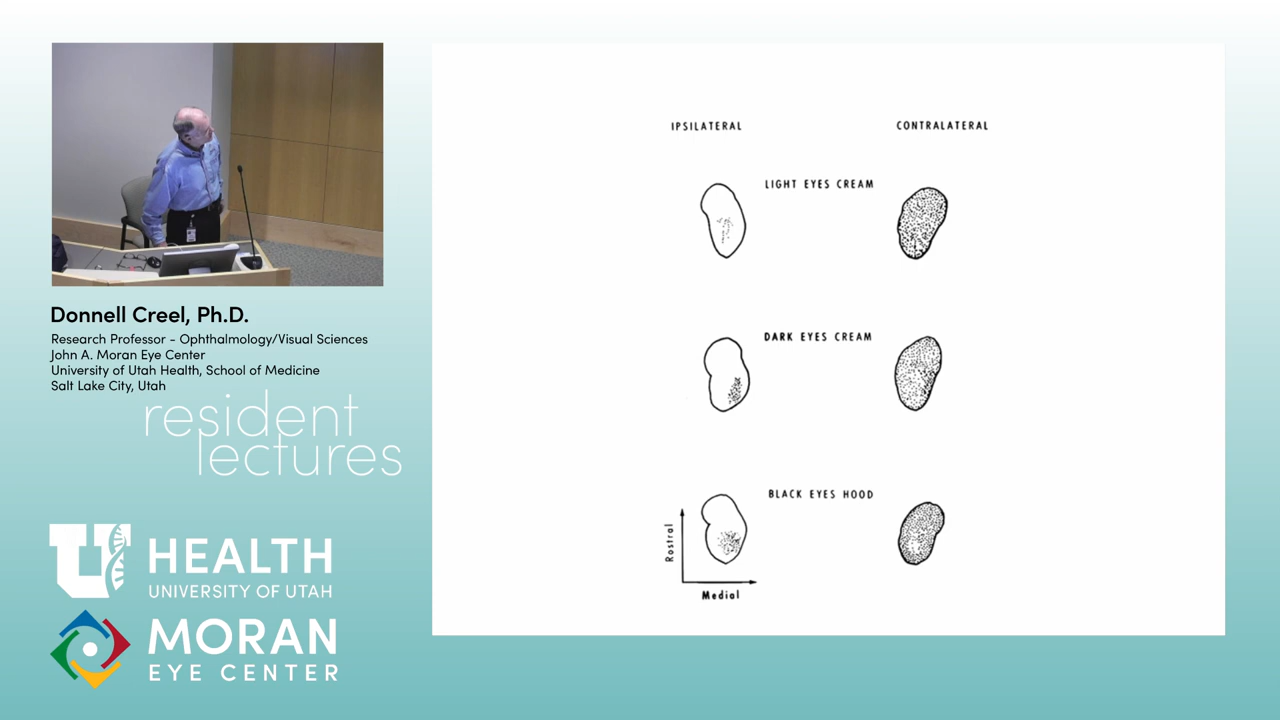 Donnell Creel, Ph.D.
Research Professor - Ophthalmology/Visual Sciences
John A. Moran Eye Center
University of Utah Health, School of Medicine
Salt Lake City, Utah
resident
lectures
U HEALTH
UNIVERSITY OF UTAH
MORAN
EYE CENTER
IPSILATERAL CONTRALATERAL
LIGHT EYES CREAM
DARK EYES CREAM
BLACK EYES HOOD
Rostral
Medial